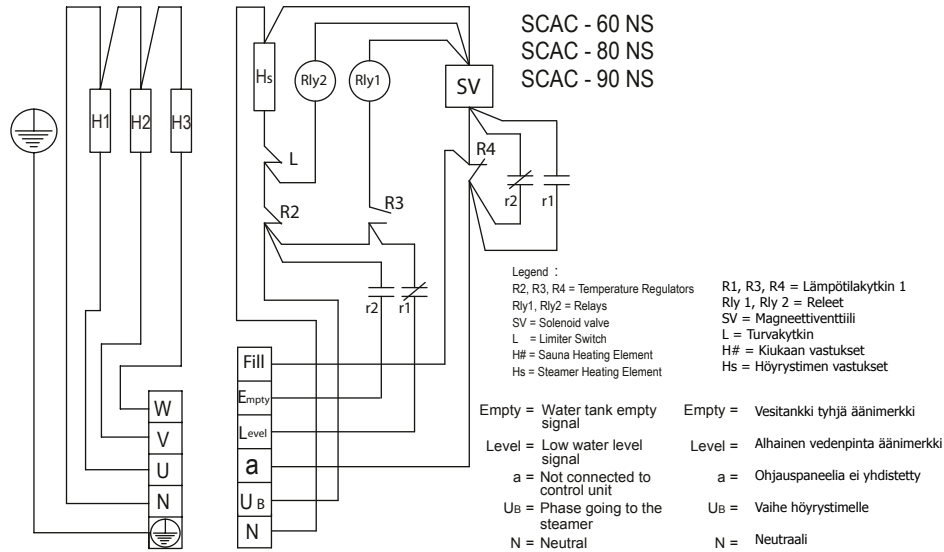 SCAC - 60 NS
SCAC - 80 NS
SCAC - 90 NS
Hs
Rly2
Rly1
SV
H1
H2
H3
L
R4
r2
r1
R2
R3
r2
r1
Legend :
R2, R3, R4 = Temperature Regulators
Rly1, Rly2 = Relays
SV = Solenoid valve
L = Limiter Switch
H# = Sauna Heating Element
Hs = Steamer Heating Element
R1, R3, R4 = Lämpötilakytkin 1
Rly 1, Rly 2 = Releet
SV = Magneettiventtiili
L = Turvakytkin
H# = Kiukaan vastukset
Hs = Höyrystimen vastukset
W
V
U
N
Fill
Empty
Level
a
UB
N
Empty = Water tank empty
signal
Level = Low water level
signal
a = Not connected to
control unit
UB = Phase going to the
steamer
N = Neutral
Empty = Vesitankki tyhjä äänimerkki
Level = Alhainen vedenpinta äänimerkki
a = Ohjauspaneelia ei yhdistetty
UB = Vaihe höyrystimelle
N = Neutraali